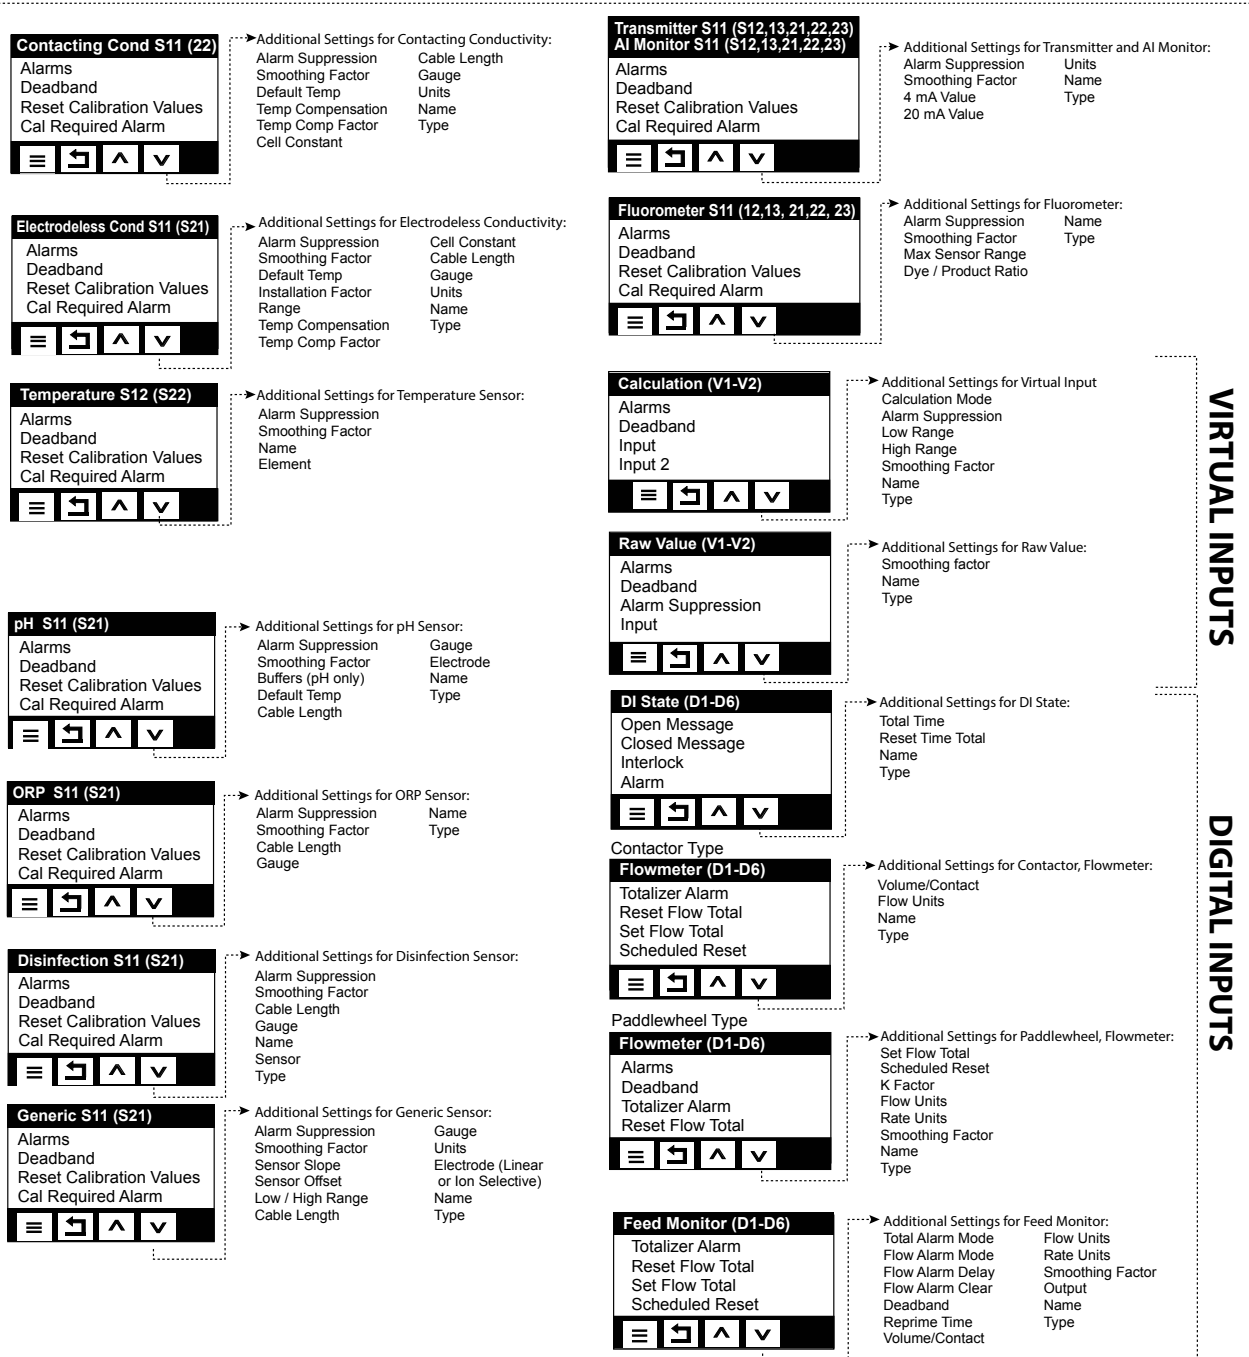 Contacting Cond S11 (22)
Alarms
Deadband
Reset Calibration Values
Cal Required Alarm
Additional Settings for Contacting Conductivity:
Alarm Suppression
Smoothing Factor
Default Temp
Temp Compensation
Temp Comp Factor
Cell Constant
Cable Length
Gauge
Units
Name
Type
Electrodeless Cond S11 (S21)
Alarms
Deadband
Reset Calibration Values
Cal Required Alarm
Additional Settings for Electrodeless Conductivity:
Alarm Suppression
Smoothing Factor
Default Temp
Installation Factor
Range
Temp Compensation
Temp Comp Factor
Cell Constant
Cable Length
Gauge
Units
Name
Type
Temperature S12 (S22)
Alarms
Deadband
Reset Calibration Values
Cal Required Alarm
Additional Settings for Temperature Sensor:
Alarm Suppression
Smoothing Factor
Name
Element
pH S11 (S21)
Alarms
Deadband
Reset Calibration Values
Cal Required Alarm
Additional Settings for pH Sensor:
Alarm Suppression
Smoothing Factor
Buffers (pH only)
Default Temp
Cable Length
Gauge
Electrode
Name
Type
ORP S11 (S21)
Alarms
Deadband
Reset Calibration Values
Cal Required Alarm
Additional Settings for ORP Sensor:
Alarm Suppression
Smoothing Factor
Cable Length
Gauge
Name
Type
Disinfection S11 (S21)
Alarms
Deadband
Reset Calibration Values
Cal Required Alarm
Additional Settings for Disinfection Sensor:
Alarm Suppression
Smoothing Factor
Cable Length
Gauge
Name
Sensor
Type
Generic S11 (S21)
Alarms
Deadband
Reset Calibration Values
Cal Required Alarm
Additional Settings for Generic Sensor:
Alarm Suppression
Smoothing Factor
Sensor Slope
Sensor Offset
Low / High Range
Cable Length
Gauge
Units
Electrode (Linear
or Ion Selective)
Name
Type
Transmitter S11 (S12,13,21,22,23)
AI Monitor S11 (S12,13,21,22,23)
Alarms
Deadband
Reset Calibration Values
Cal Required Alarm
Additional Settings for Transmitter and AI Monitor:
Alarm Suppression
Smoothing Factor
4 mA Value
20 mA Value
Units
Name
Type
Fluorometer S11 (12,13, 21,22, 23)
Alarms
Deadband
Reset Calibration Values
Cal Required Alarm
Additional Settings for Fluorometer:
Alarm Suppression
Smoothing Factor
Max Sensor Range
Dye / Product Ratio
Name
Type
VIRTUAL INPUTS
Calculation (V1-V2)
Alarms
Deadband
Input
Input 2
Additional Settings for Virtual Input
Calculation Mode
Alarm Suppression
Low Range
High Range
Smoothing Factor
Name
Type
Raw Value (V1-V2)
Alarms
Deadband
Alarm Suppression
Input
Additional Settings for Raw Value:
Smoothing factor
Name
Type
DIGITAL INPUTS
DI State (D1-D6)
Open Message
Closed Message
Interlock
Alarm
Additional Settings for DI State:
Total Time
Reset Time Total
Name
Type
Contactor Type
Flowmeter (D1-D6)
Totalizer Alarm
Reset Flow Total
Set Flow Total
Scheduled Reset
Additional Settings for Contactor, Flowmeter:
Volume/Contact
Flow Units
Name
Type
Paddlewheel Type
Flowmeter (D1-D6)
Alarms
Deadband
Totalizer Alarm
Reset Flow Total
Additional Settings for Paddlewheel, Flowmeter:
Set Flow Total
Scheduled Reset
K Factor
Flow Units
Rate Units
Smoothing Factor
Name
Type
Feed Monitor (D1-D6)
Totalizer Alarm
Reset Flow Total
Set Flow Total
Scheduled Reset
Additional Settings for Feed Monitor:
Total Alarm Mode
Flow Alarm Mode
Flow Alarm Delay
Flow Alarm Clear
Deadband
Reprime Time
Volume/Contact
Flow Units
Rate Units
Smoothing Factor
Output
Name
Type